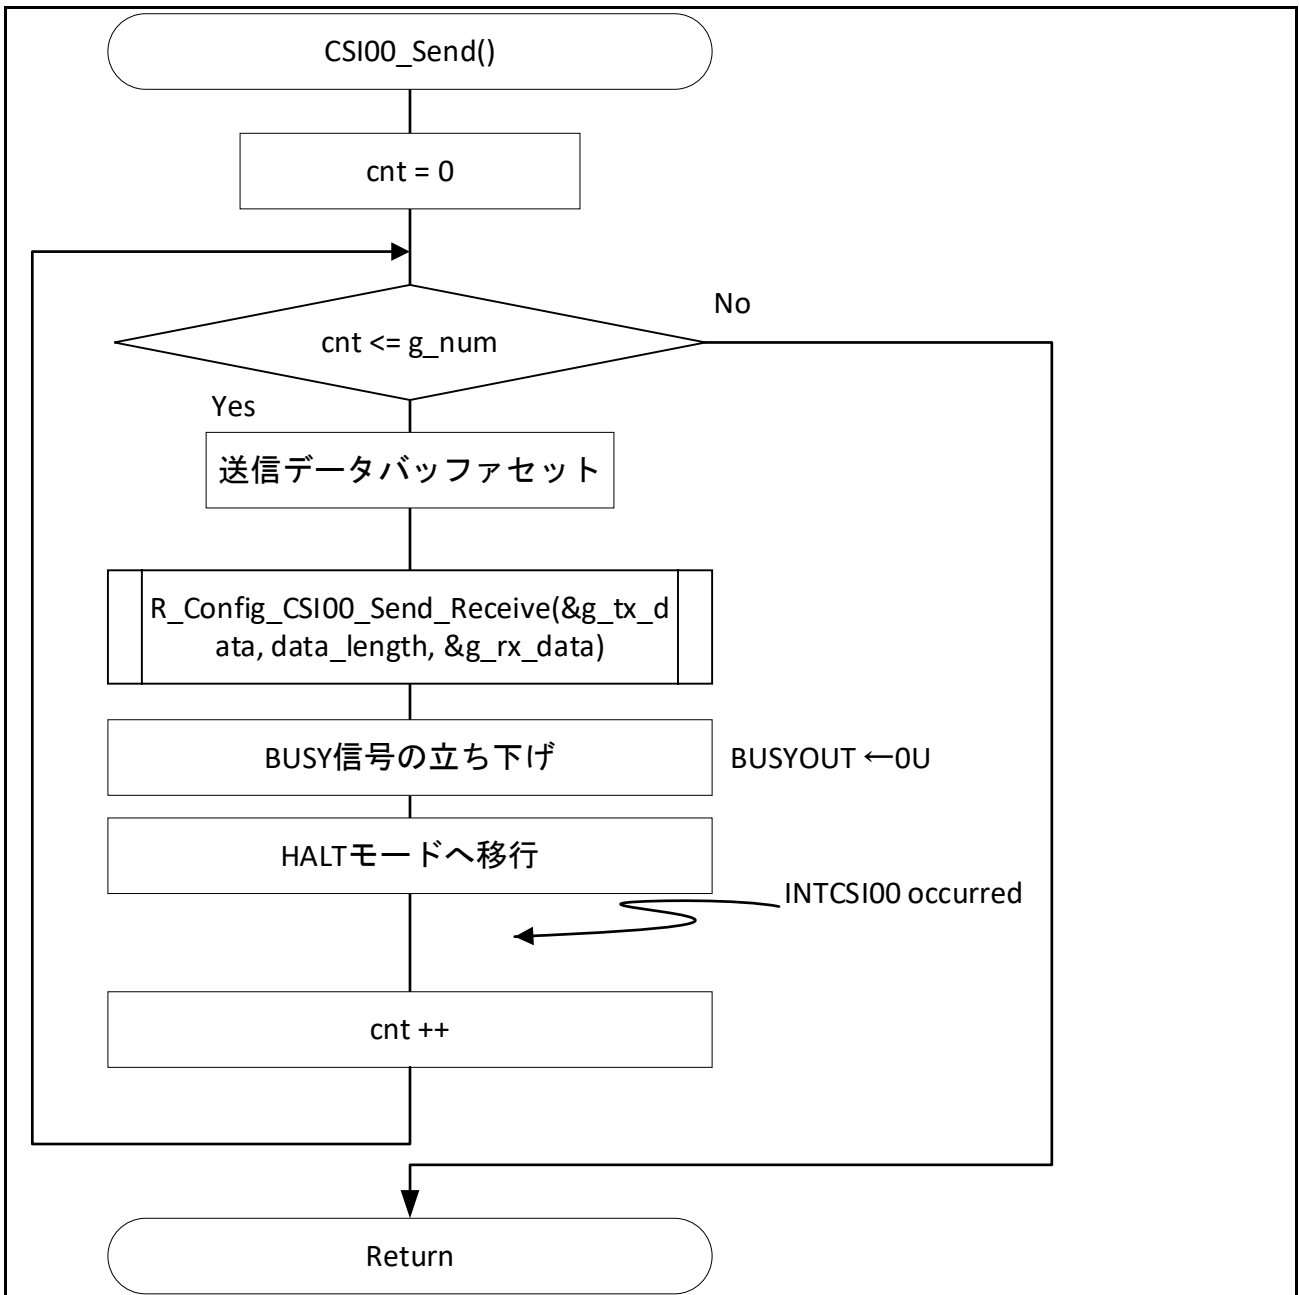 CSI00_Send()
cnt = 0
No
cnt <= g_num
Yes
送信データバッファセット
R_Config_CSI00_Send_Receive(&g_tx_d
ata, data_length, &g_rx_data)
BUSY信号の立ち下げ
BUSYOUT ←0U
HALTモードへ移行
INTCSI00 occurred
cnt ++
Return